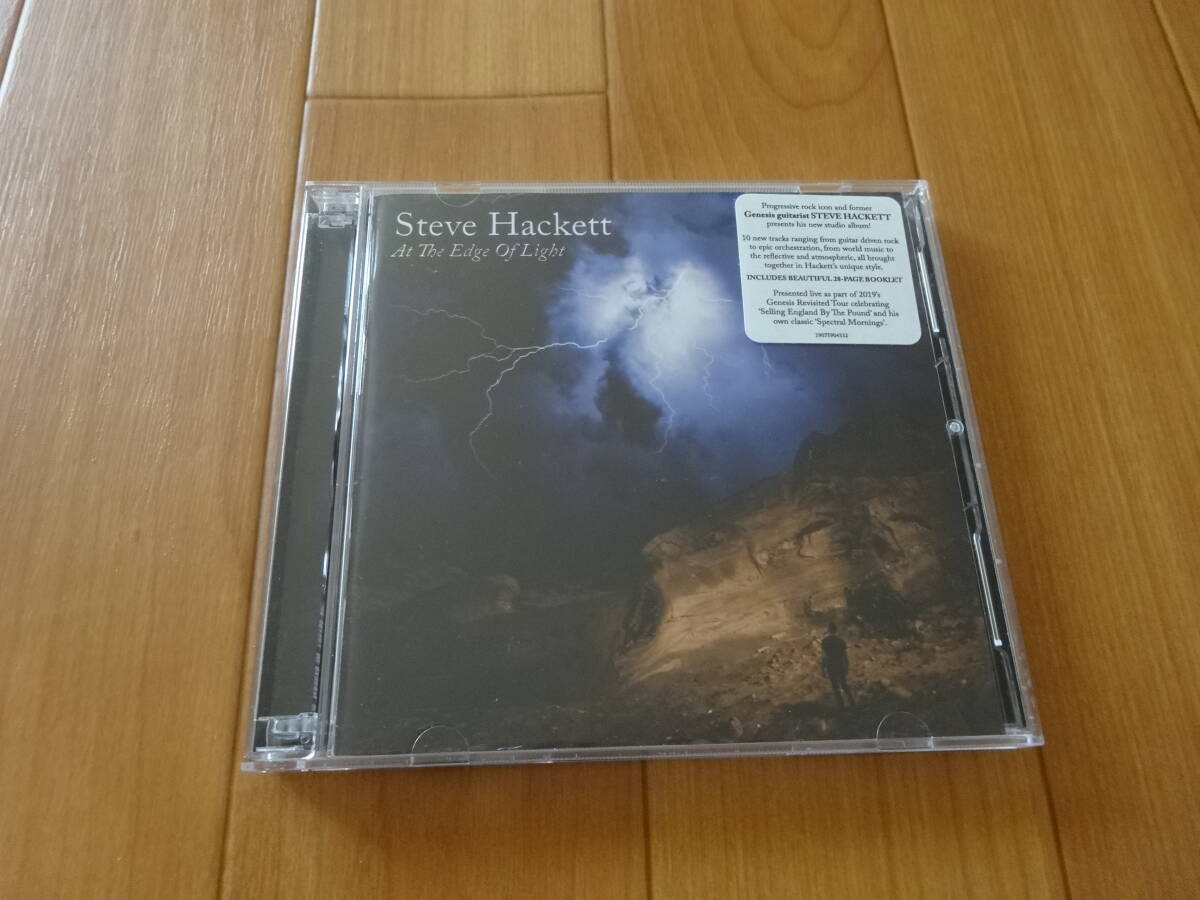 Steve Hackett
At The Edge Of Light
Progressive rock icon and former
Genesis guitarist STEVE HACKETT
presents his new studio album!
10 new tracks ranging from guitar driven rock
to epic orchestration, from world music to
the reflective and atmospheric, all brought
together in Hackett's unique style.
INCLUDES BEAUTIFUL 28-PAGE BOOKLET
Presented live as part of 2019's
Genesis Revisited Tour celebrating
'Selling England By The Pound' and his
own classic 'Spectral Mornings'.
19075904552